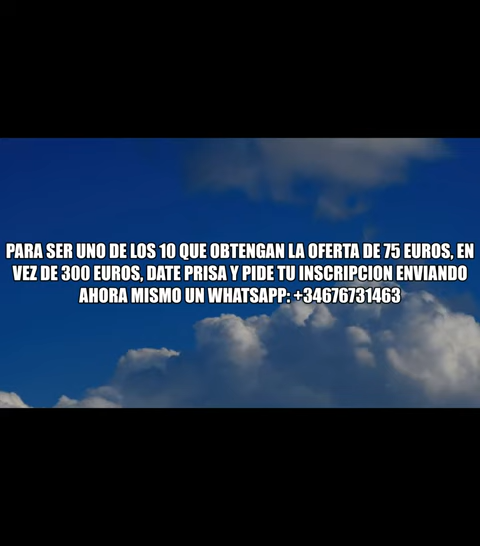 PARA SER UNO DE LOS 10 QUE OBTENGAN LA OFERTA DE 75 EUROS, EN
VEZ DE 300 EUROS, DATE PRISA Y PIDE TU INSCRIPCION ENVIANDO
AHORA MISMO UN WHATSAPP: +34676731463